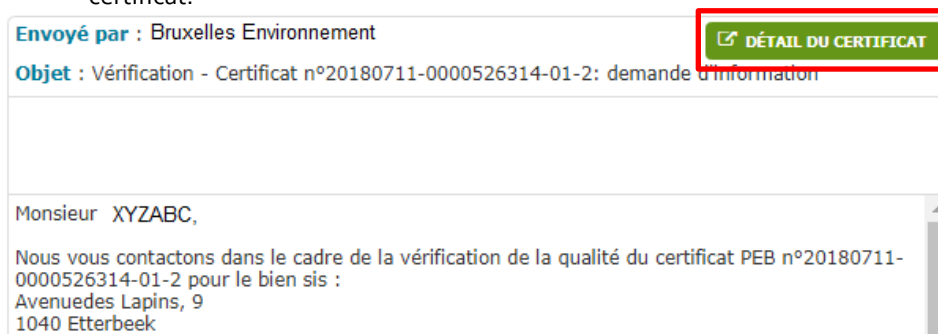 certificat.
Envoyé par : Bruxelles Environnement
DÉTAIL DU CERTIFICAT
Objet : Vérification - Certificat n°20180711-0000526314-01-2: demande d'information
Monsieur XYZABC,
Nous vous contactons dans le cadre de la vérification de la qualité du certificat PEB n°20180711-
0000526314-01-2 pour le bien sis :
Avenuedes Lapins, 9
1040 Etterbeek